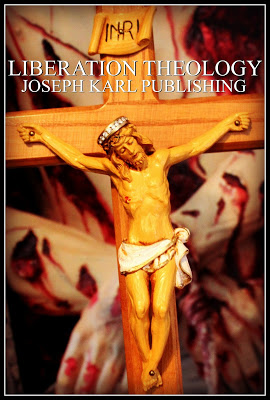 INRI
LIBERATION THEOLOGY
JOSEPH KARL PUBLISHING